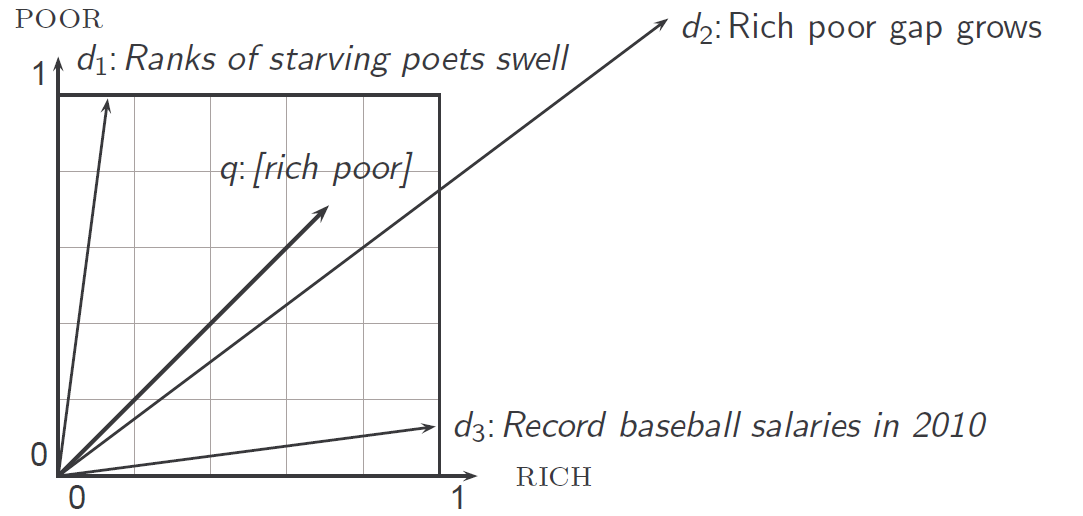 POOR
d₂: Rich poor gap grows
d₁: Ranks of starving poets swell
1
q: [rich poor]
d₃: Record baseball salaries in 2010
0
RICH
0
1